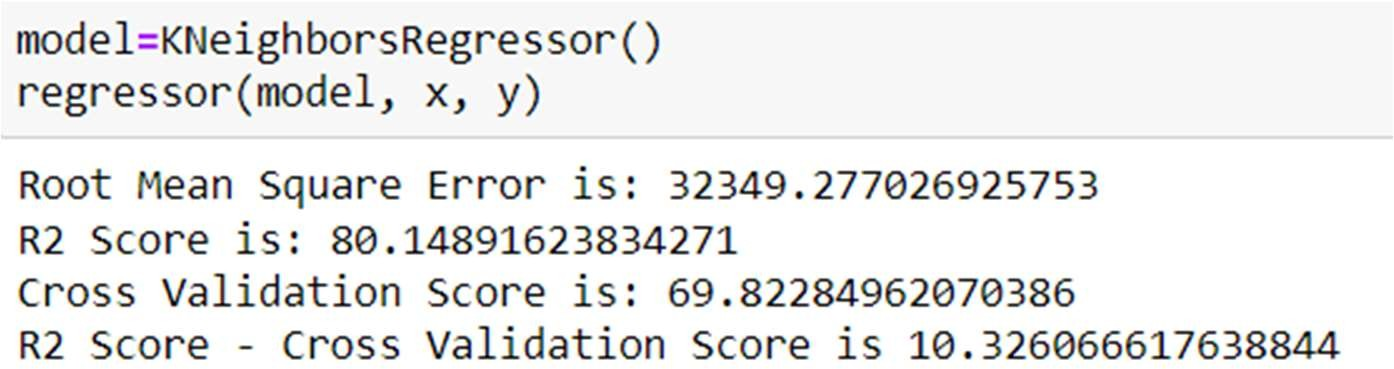 model=KNeighborsRegressor()
regressor(model, x, y)
Root Mean Square Error is: 32349.277026925753
R2 Score is: 80.14891623834271
Cross Validation Score is: 69.82284962070386
R2 Score - Cross Validation Score is 10.326066617638844